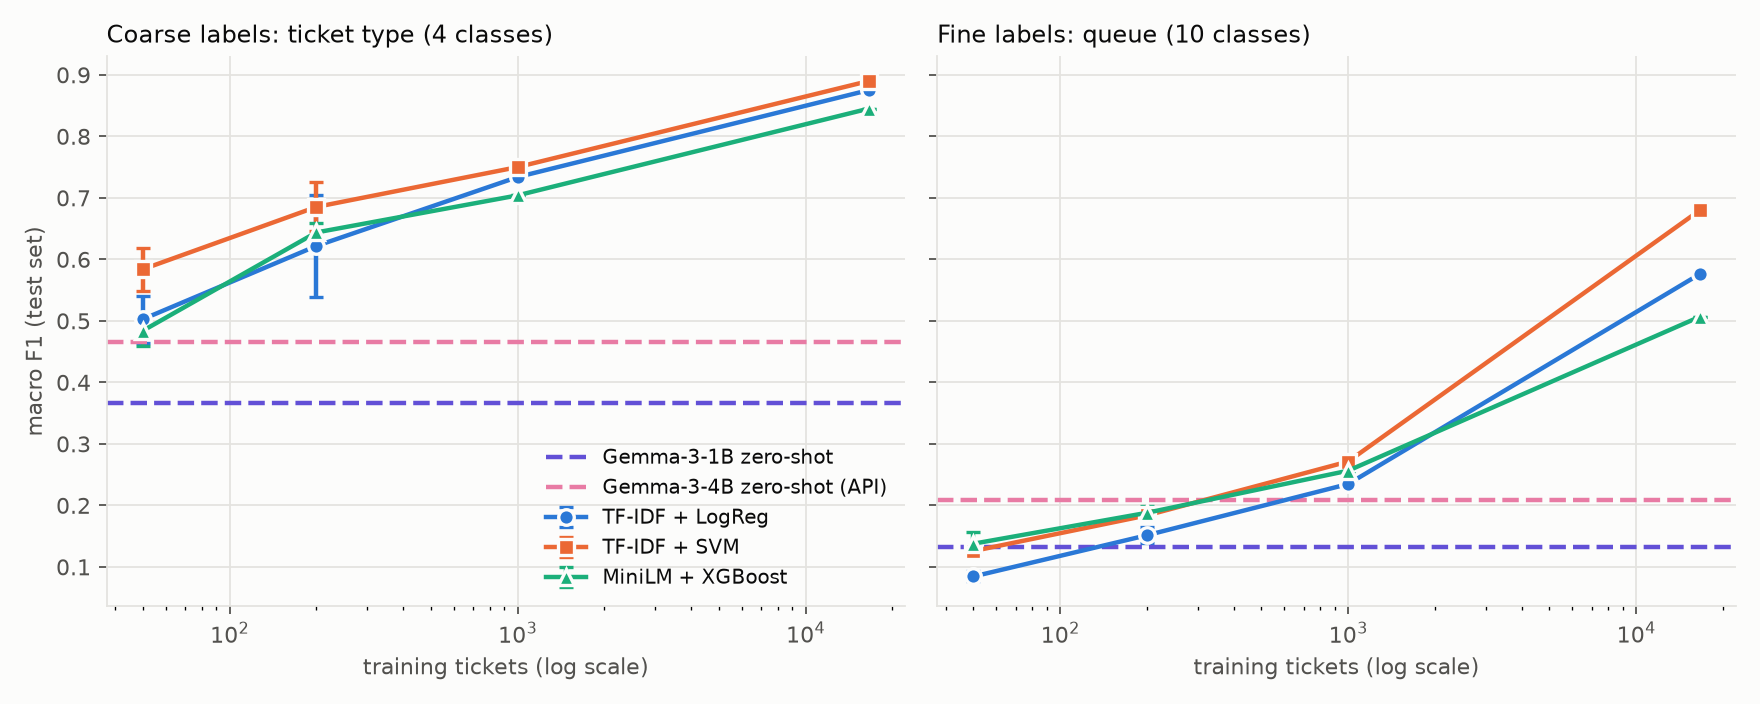 Coarse labels: ticket type (4 classes)
Fine labels: queue (10 classes)
macro F1 (test set)
0.9
0.8
0.7
0.6
0.5
0.4
0.3
0.2
0.1
Gemma-3-1B zero-shot
Gemma-3-4B zero-shot (API)
TF-IDF + LogReg
TF-IDF + SVM
MiniLM + XGBoost
10²
10³
10⁴
10²
10³
10⁴
training tickets (log scale)
training tickets (log scale)